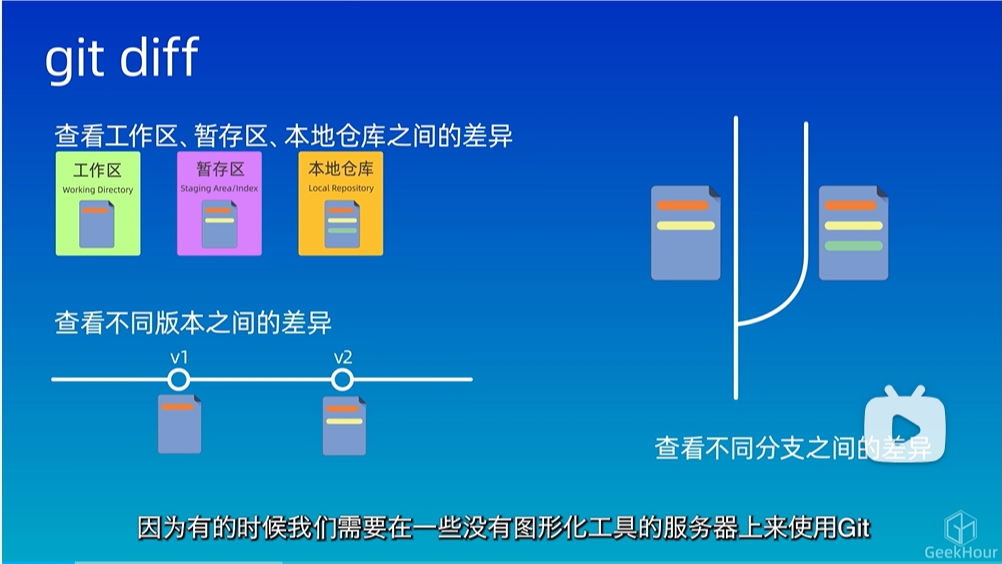 git diff
查看工作区、暂存区、本地仓库之间的差异
工作区
Working Directory
暂存区
Staging Area/Index
本地仓库
Local Repository
查看不同版本之间的差异
v1
v2
查看不同分支之间的差异
因为有的时候我们需要在一些没有图形化工具的服务器上来使用Git
GeekHour